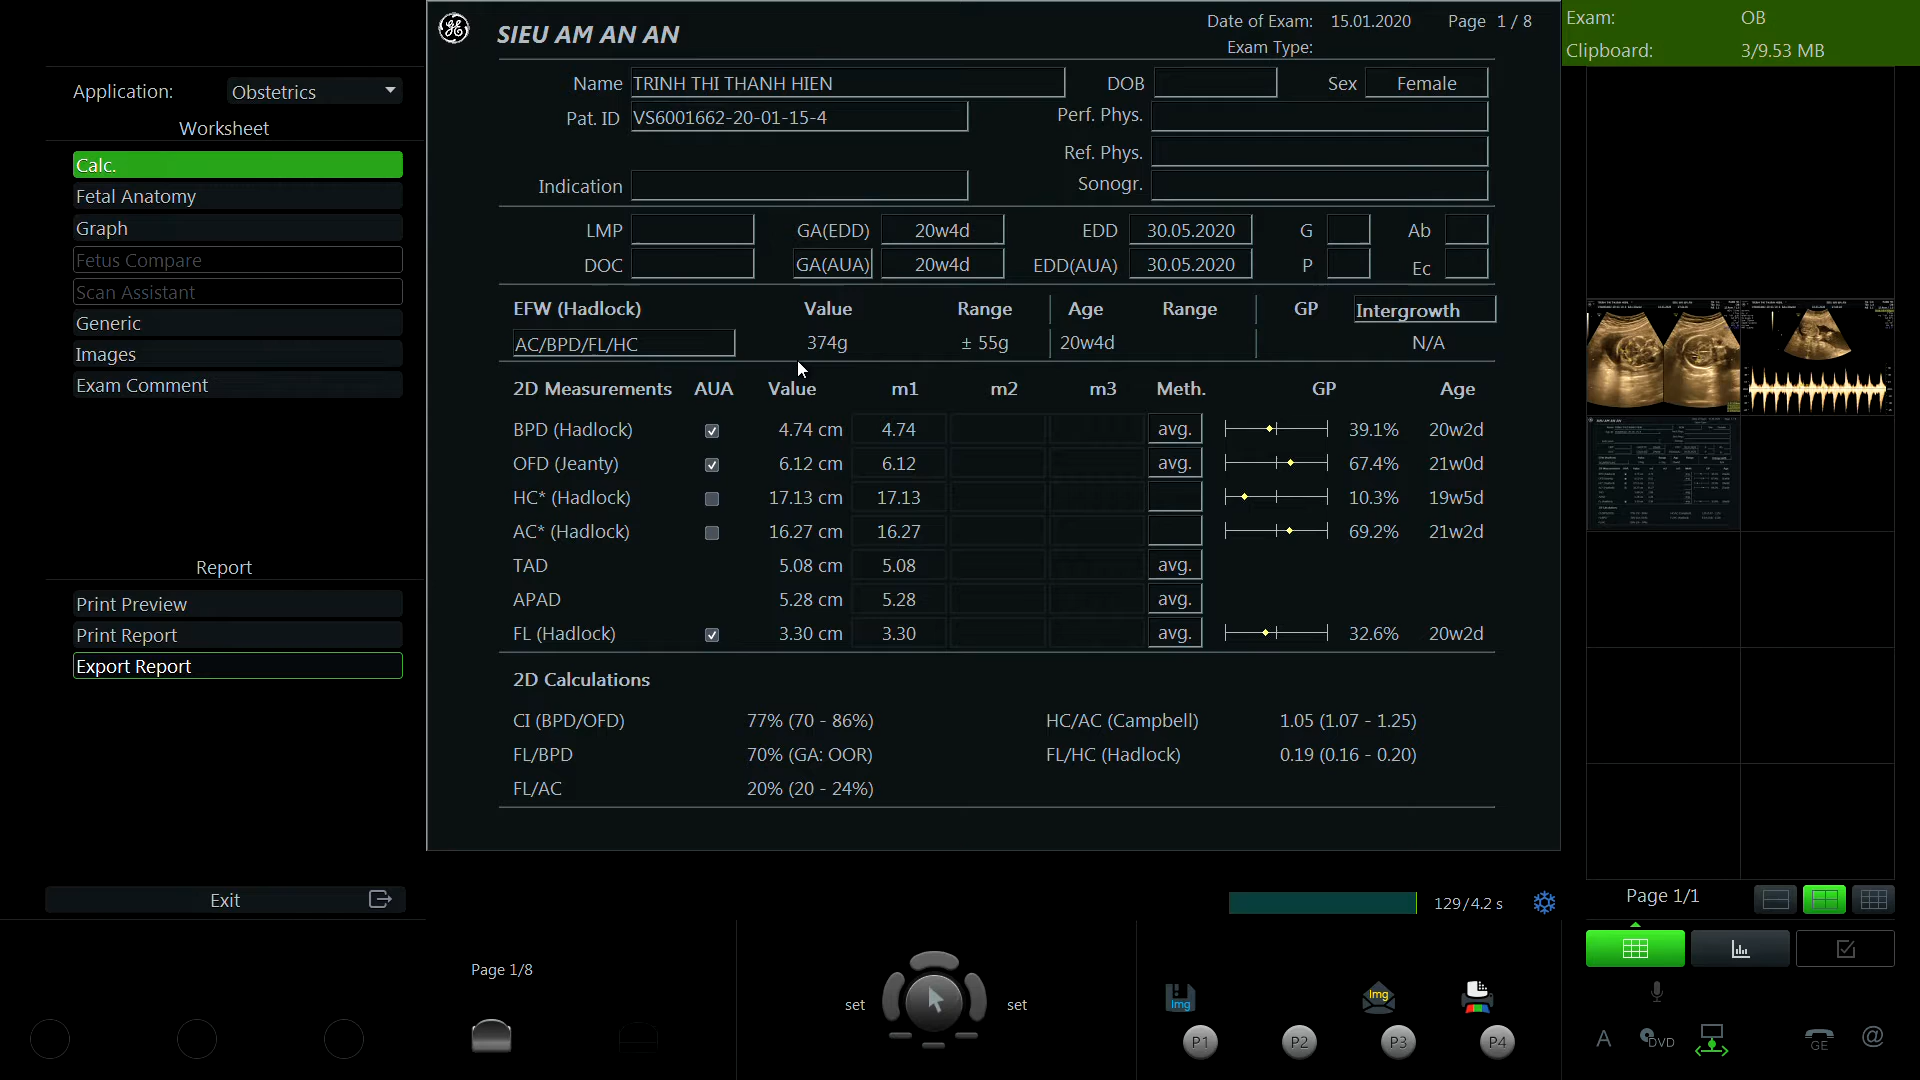 SIEU AM AN AN
Date of Exam: 15.01.2020 Page 1 / 8
Exam Type:
Exam: OB
Clipboard: 3/9.53 MB
Application: Obstetrics
Worksheet
Calc.
Fetal Anatomy
Graph
Fetus Compare
Scan Assistant
Generic
Images
Exam Comment
Report
Print Preview
Print Report
Export Report
Exit
Name TRINH THI THANH HIEN DOB Sex Female
Pat. ID VS6001662-20-01-15-4 Perf. Phys.
Ref. Phys.
Indication Sonogr.
LMP GA(EDD) 20w4d EDD 30.05.2020 G Ab
DOC GA(AUA) 20w4d EDD(AUA) 30.05.2020 P Ec
EFW (Hadlock) Value Range Age Range GP Intergrowth
AC/BPD/FL/HC 374g ± 55g 20w4d N/A
2D Measurements AUA Value m1 m2 m3 Meth. GP Age
BPD (Hadlock) 4.74 cm 4.74 avg. 39.1% 20w2d
OFD (Jeanty) 6.12 cm 6.12 avg. 67.4% 21w0d
HC* (Hadlock) 17.13 cm 17.13 10.3% 19w5d
AC* (Hadlock) 16.27 cm 16.27 69.2% 21w2d
TAD 5.08 cm 5.08 avg.
APAD 5.28 cm 5.28 avg.
FL (Hadlock) 3.30 cm 3.30 avg. 32.6% 20w2d
2D Calculations
CI (BPD/OFD) 77% (70 - 86%) HC/AC (Campbell) 1.05 (1.07 - 1.25)
FL/BPD 70% (GA: OOR) FL/HC (Hadlock) 0.19 (0.16 - 0.20)
FL/AC 20% (20 - 24%)
129/4.2 s
Page 1/1
Page 1/8
set set
Img Img
P1 P2 P3 P4
A DVD GE @